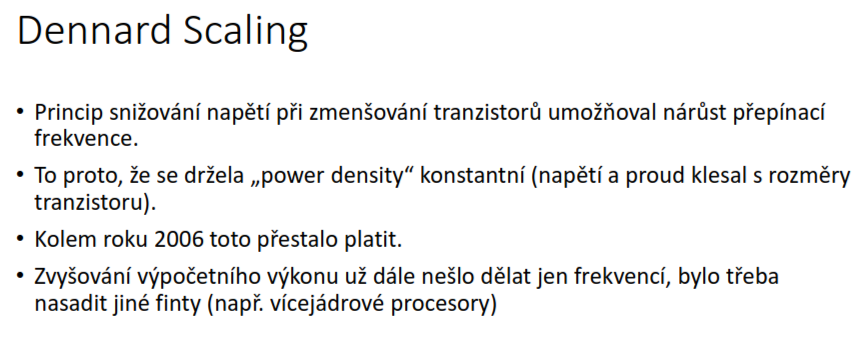 Dennard Scaling
• Princip snižování napětí při zmenšování tranzistorů umožňoval nárůst přepínací
frekvence.
• To proto, že se držela „power density“ konstantní (napětí a proud klesal s rozměry
tranzistoru).
• Kolem roku 2006 toto přestalo platit.
• Zvyšování výpočetního výkonu už dále nešlo dělat jen frekvencí, bylo třeba
nasadit jiné finty (např. vícejádrové procesory)